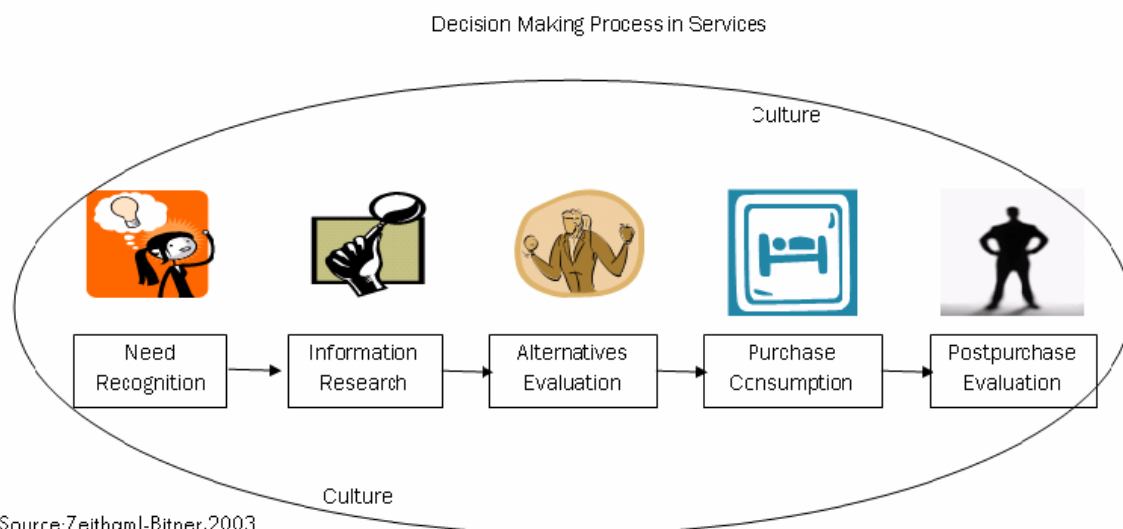 Decision Making Process in Services
Culture
Need
Recognition
Information
Research
Alternatives
Evaluation
Purchase
Consumption
Postpurchase
Evaluation
Culture
Source:Zeithaml-Bitner,2003